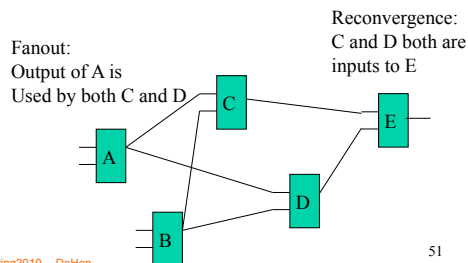 Fanout:
Output of A is
Used by both C and D
Reconvergence:
C and D both are
inputs to E
C
E
A
D
B
51